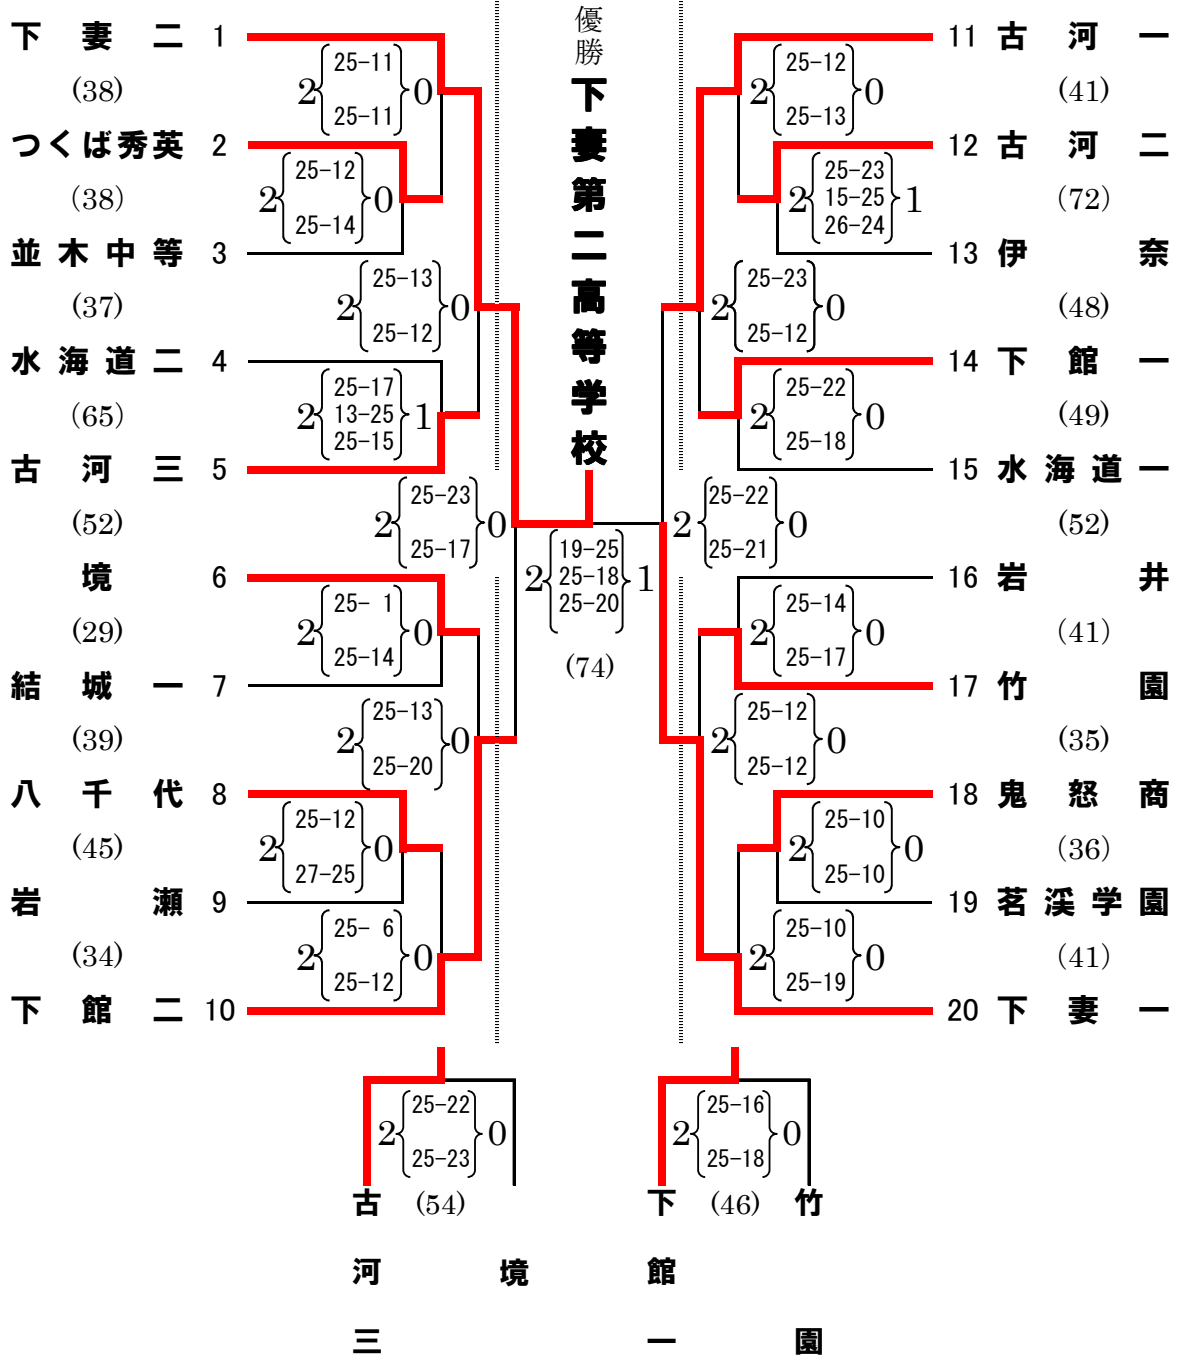 優勝
下妻第二高等学校
下妻二 1
(38)
つくば秀英 2
(38)
並木中等 3
(37)
水海道二 4
(65)
古河三 5
(52)
境 6
(29)
結城一 7
(39)
八千代 8
(45)
岩瀬 9
(34)
下館二 10
2 25-11 25-11 0
2 25-12 25-14 0
2 25-13 25-12 0
2 25-17 13-25 25-15 1
2 25-23 25-17 0
2 25- 1 25-14 0
2 25-13 25-20 0
2 25-12 27-25 0
2 25- 6 25-12 0
2 19-25 25-18 25-20 1
(74)
11 古河一
(41)
12 古河二
(72)
13 伊奈
(48)
14 下館一
(49)
15 水海道一
(52)
16 岩井
(41)
17 竹園
(35)
18 鬼怒商
(36)
19 茗渓学園
(41)
20 下妻一
2 25-12 25-13 0
2 25-23 15-25 26-24 1
2 25-23 25-12 0
2 25-22 25-18 0
2 25-22 25-21 0
2 25-14 25-17 0
2 25-12 25-12 0
2 25-10 25-10 0
2 25-10 25-19 0
2 25-22 25-23 0
古河三 (54) 境
2 25-16 25-18 0
下館一 (46) 竹園